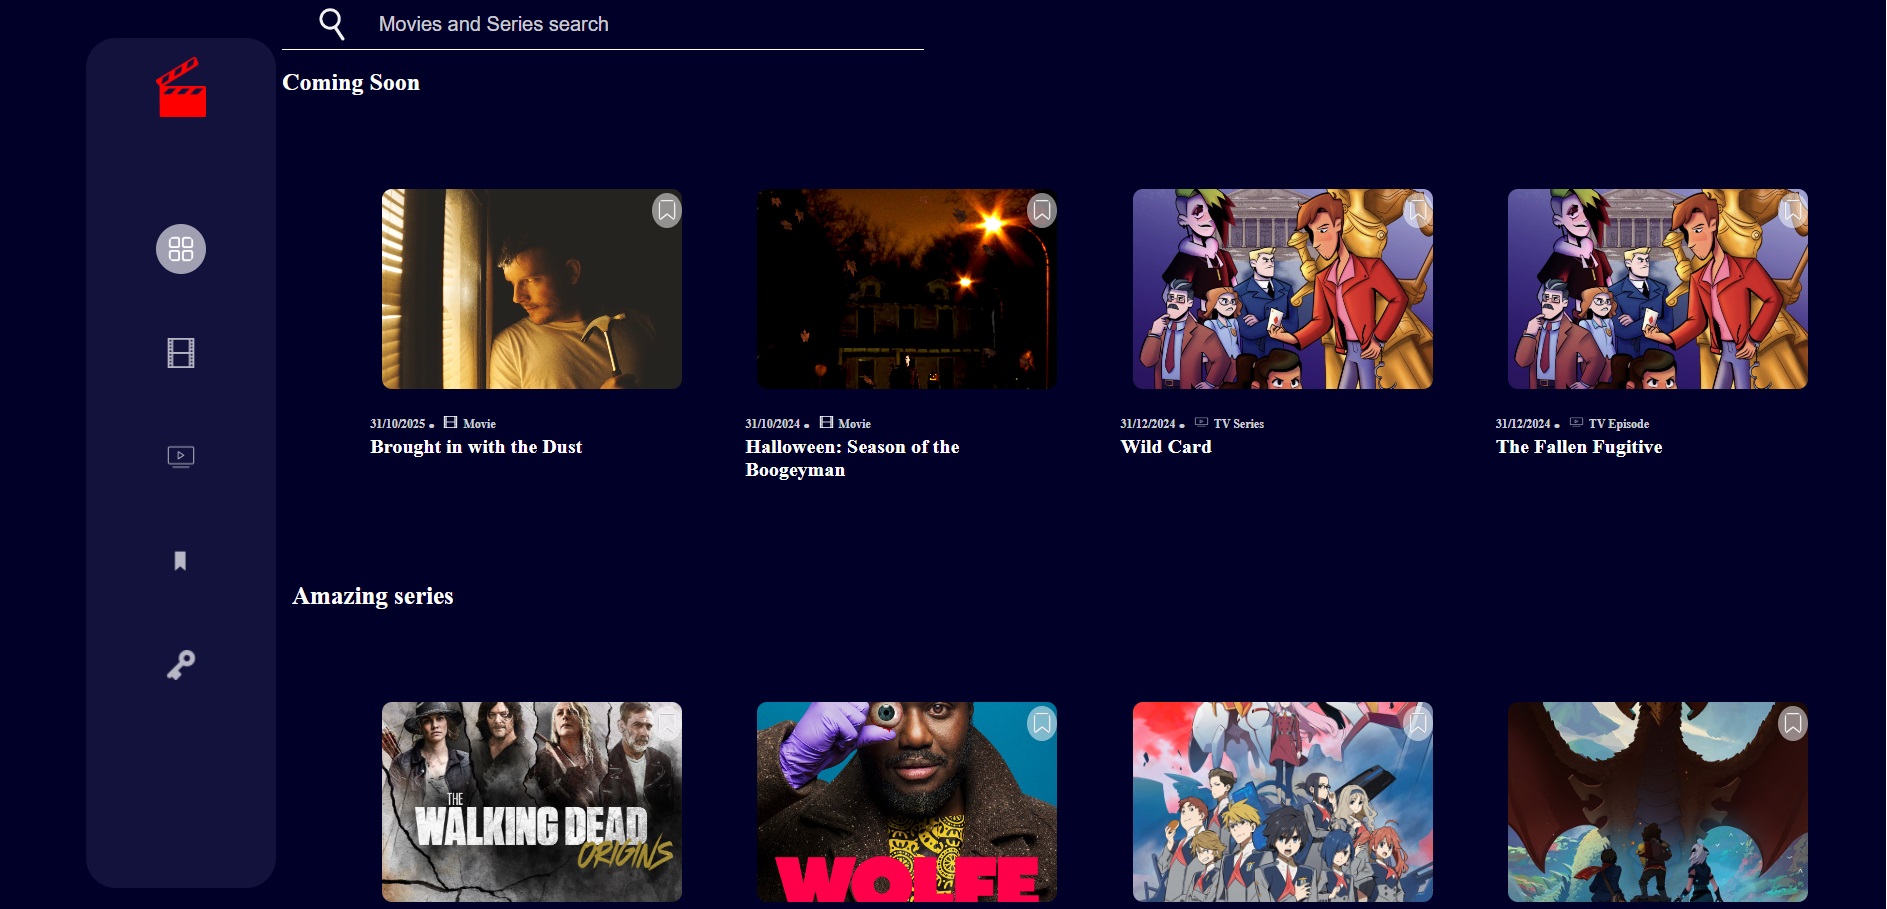 Movies and Series search
Coming Soon
31/10/2025 • Movie
Brought in with the Dust
31/10/2024 • Movie
Halloween: Season of the
Boogeyman
31/12/2024 • TV Series
Wild Card
31/12/2024 • TV Episode
The Fallen Fugitive
Amazing series
THE
WALKING DEAD
ORIGINS
WOLFE